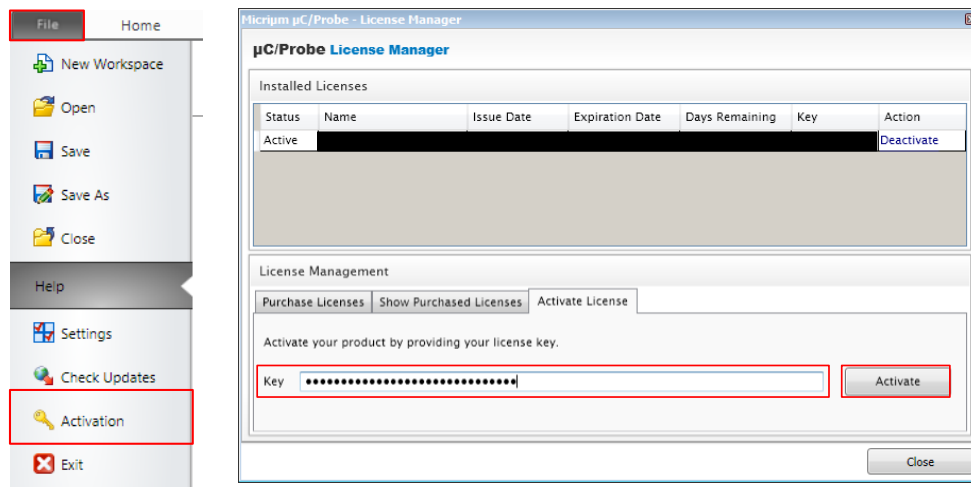 File Home
New Workspace
Open
Save
Save As
Close
Help
Settings
Check Updates
Activation
Exit
Micrium µC/Probe - License Manager
µC/Probe License Manager
Installed Licenses
Status Name Issue Date Expiration Date Days Remaining Key Action
Active Deactivate
License Management
Purchase Licenses Show Purchased Licenses Activate License
Activate your product by providing your license key.
Key ●●●●●●●●●●●●●●●●●●●●●●●●●●●●●● Activate
Close